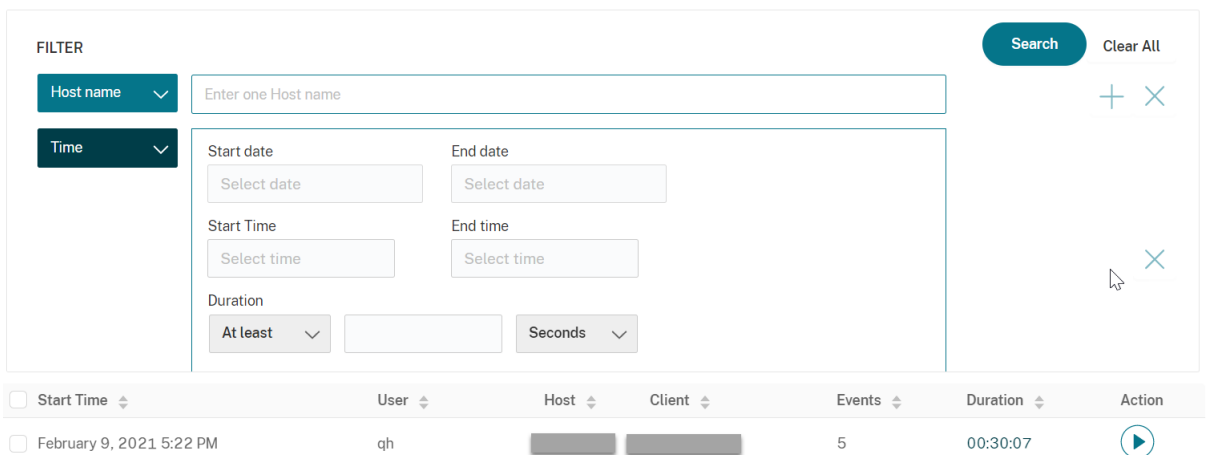 FILTER
Search Clear All
Host name Enter one Host name
Time
Start date End date
Select date Select date
Start Time End time
Select time Select time
Duration
At least Seconds
Start Time User Host Client Events Duration Action
February 9, 2021 5:22 PM qh 5 00:30:07